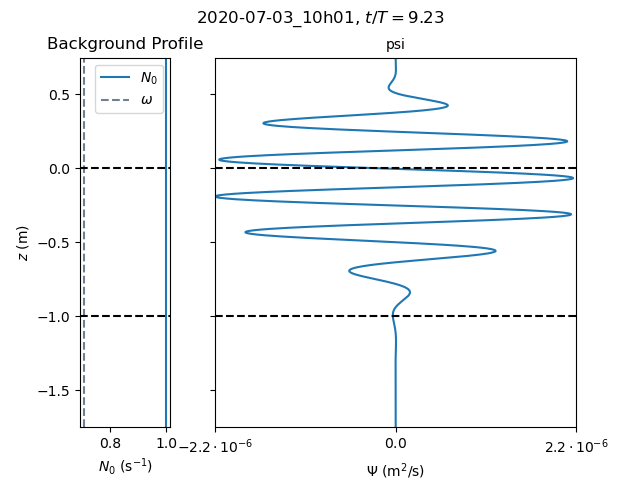 2020-07-03_10h01, t/T = 9.23
Background Profile
psi
N₀
ω
0.5
0.0
−0.5
−1.0
−1.5
z (m)
0.8
1.0
N₀ (s⁻¹)
−2.2 · 10⁻⁶
0.0
2.2 · 10⁻⁶
Ψ (m²/s)